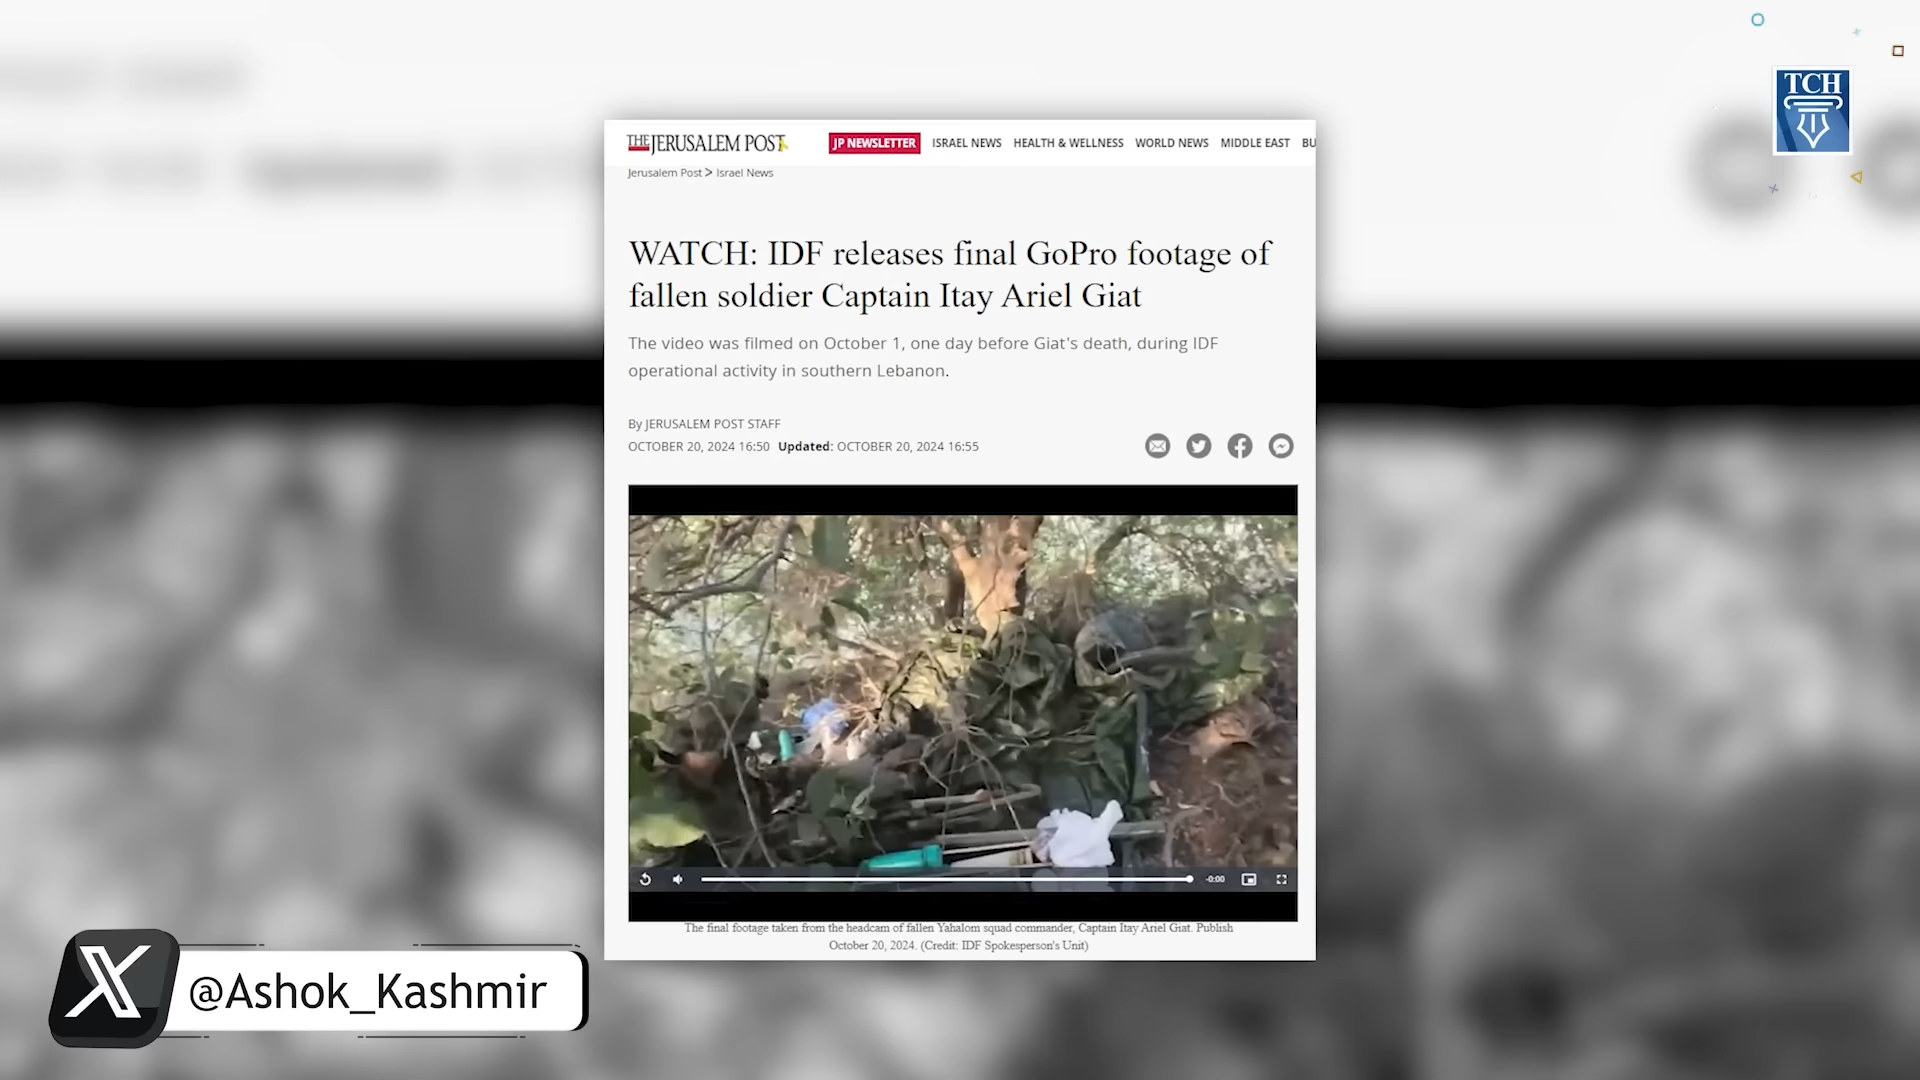 TCH
THE JERUSALEM POST
JP NEWSLETTER ISRAEL NEWS HEALTH & WELLNESS WORLD NEWS MIDDLE EAST BU
Jerusalem Post > Israel News
WATCH: IDF releases final GoPro footage of
fallen soldier Captain Itay Ariel Giat
The video was filmed on October 1, one day before Giat's death, during IDF
operational activity in southern Lebanon.
By JERUSALEM POST STAFF
OCTOBER 20, 2024 16:50 Updated: OCTOBER 20, 2024 16:55
-0:00
The final footage taken from the headcam of fallen Yahalom squad commander, Captain Itay Ariel Giat. Publish
October 20, 2024. (Credit: IDF Spokesperson's Unit)
@Ashok_Kashmir